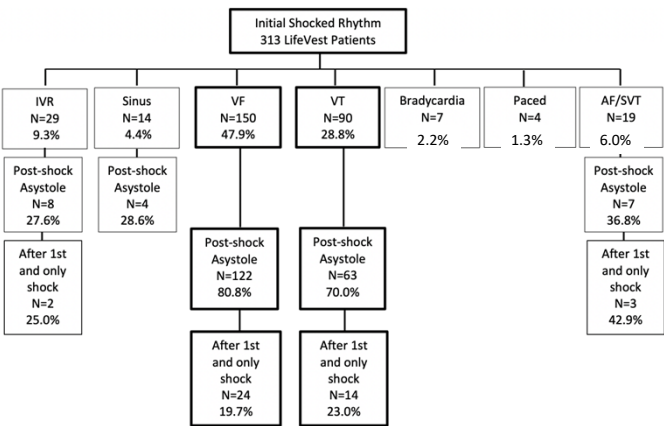 Initial Shocked Rhythm
313 LifeVest Patients
IVR
N=29
9.3%
Sinus
N=14
4.4%
VF
N=150
47.9%
VT
N=90
28.8%
Bradycardia
N=7
2.2%
Paced
N=4
1.3%
AF/SVT
N=19
6.0%
Post-shock
Asystole
N=8
27.6%
Post-shock
Asystole
N=4
28.6%
Post-shock
Asystole
N=7
36.8%
Post-shock
Asystole
N=122
80.8%
Post-shock
Asystole
N=63
70.0%
After 1st
and only
shock
N=2
25.0%
After 1st
and only
shock
N=3
42.9%
After 1st
and only
shock
N=24
19.7%
After 1st
and only
shock
N=14
23.0%